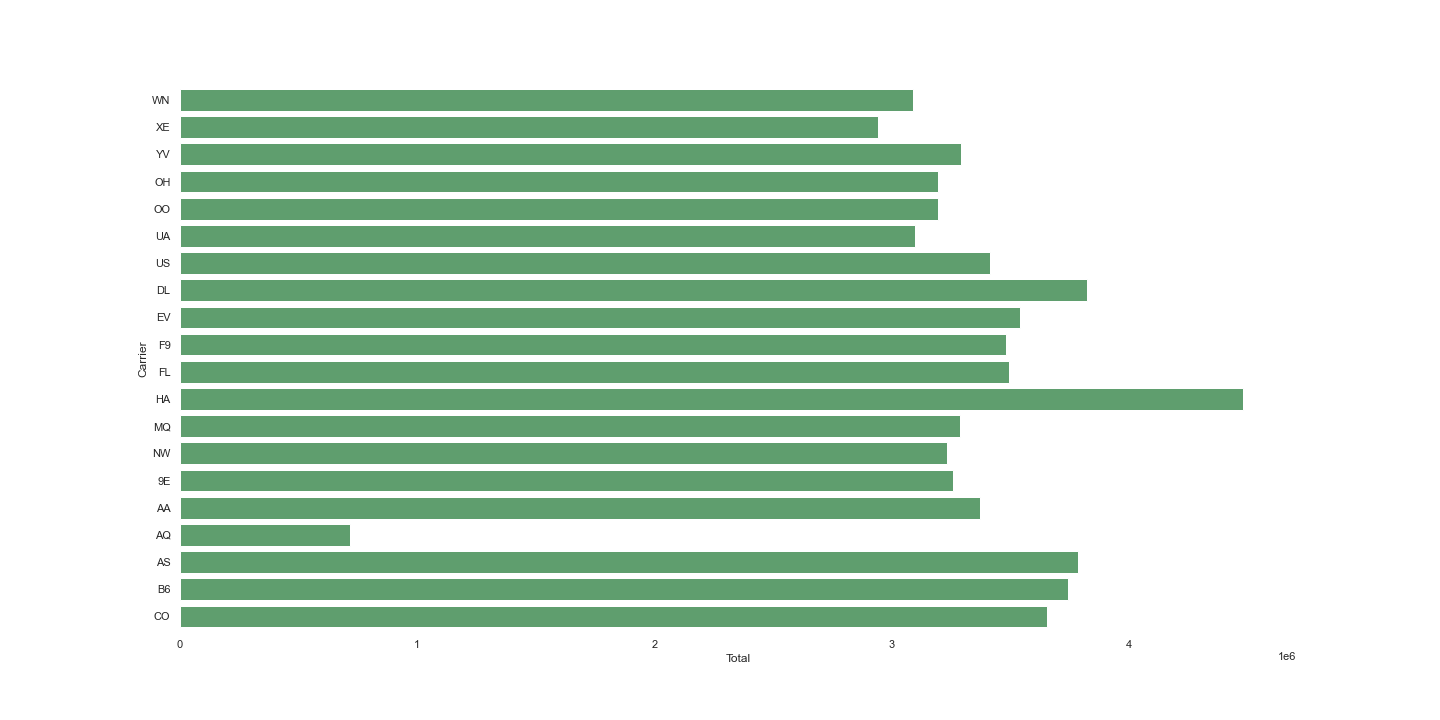 WN
XE
YV
OH
OO
UA
US
DL
EV
F9
Carrier
FL
HA
MQ
NW
9E
AA
AQ
AS
B6
CO
0 1 2 3 4
Total
1e6